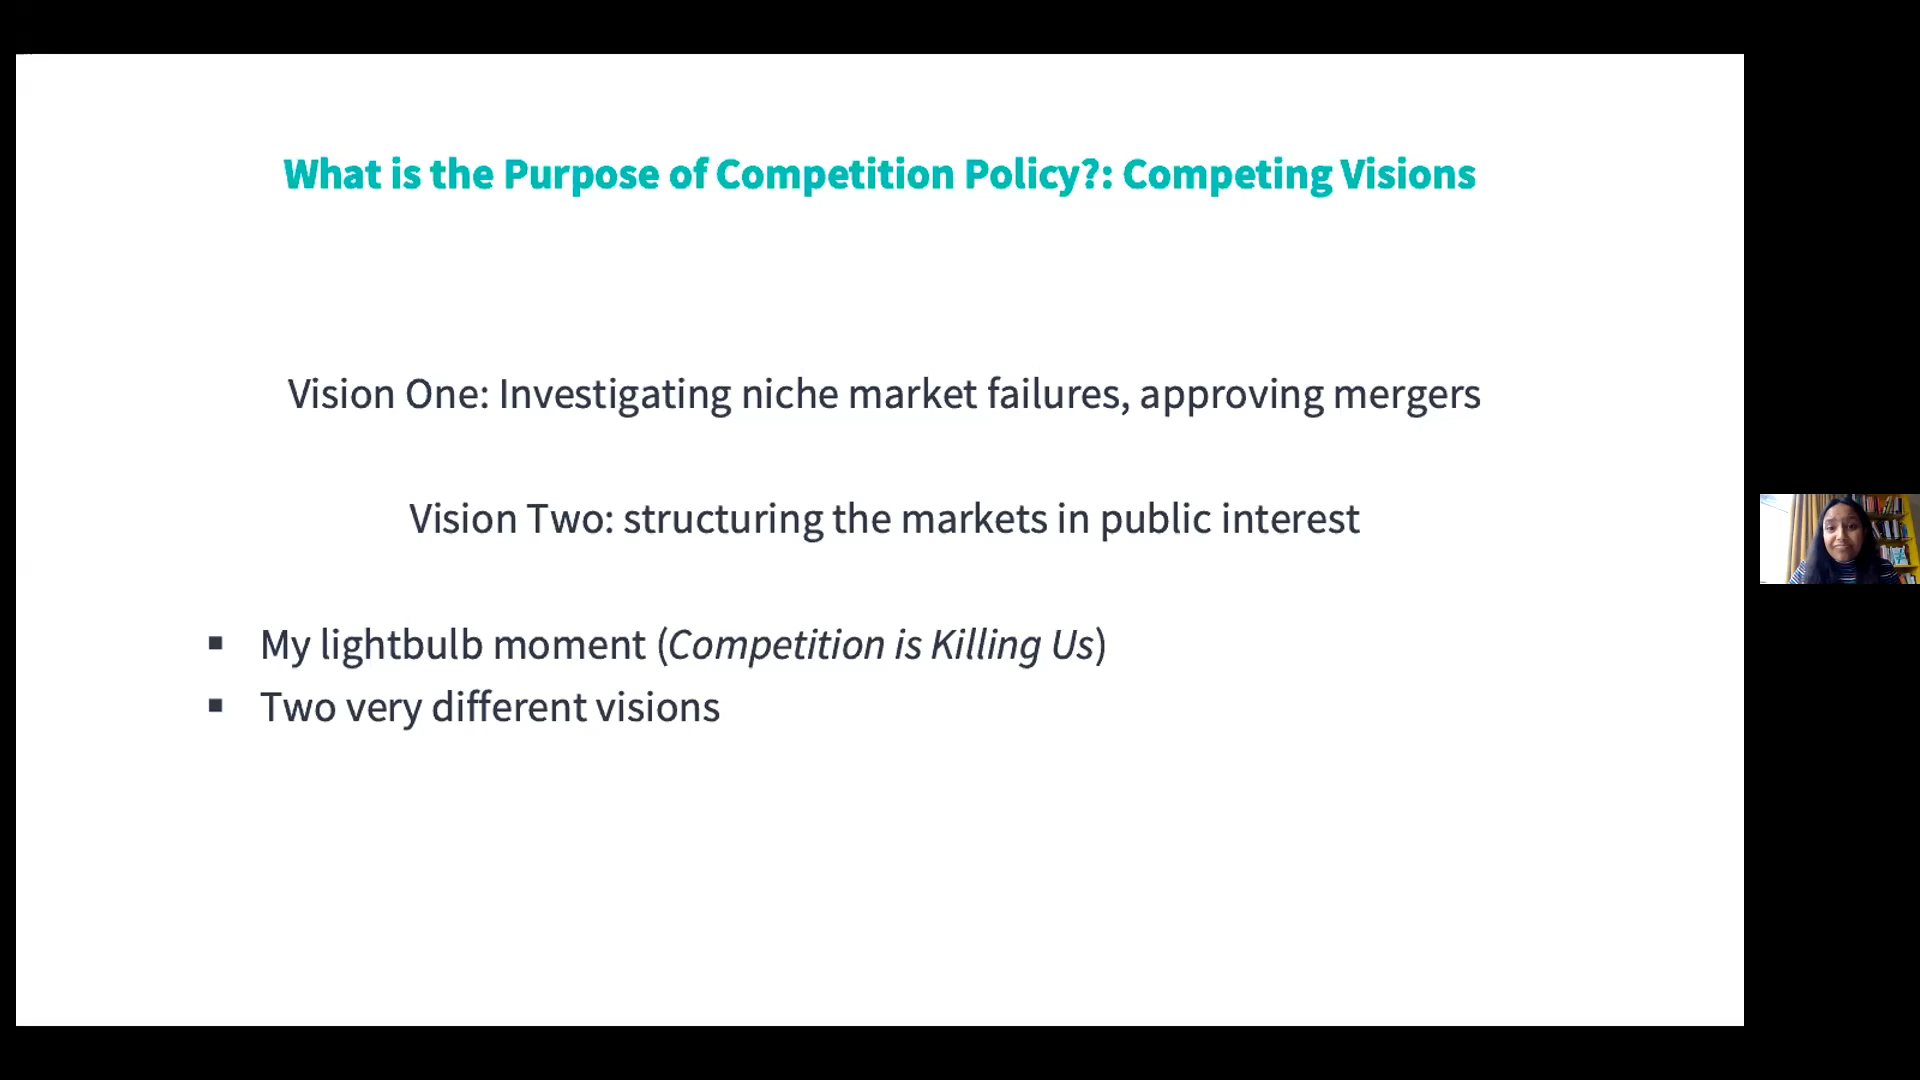 What is the Purpose of Competition Policy?: Competing Visions
Vision One: Investigating niche market failures, approving mergers
Vision Two: structuring the markets in public interest
▪ My lightbulb moment (Competition is Killing Us)
▪ Two very different visions